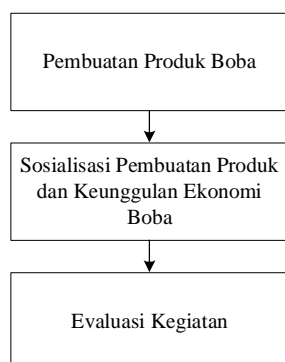 Pembuatan Produk Boba
Sosialisasi Pembuatan Produk
dan Keunggulan Ekonomi
Boba
Evaluasi Kegiatan